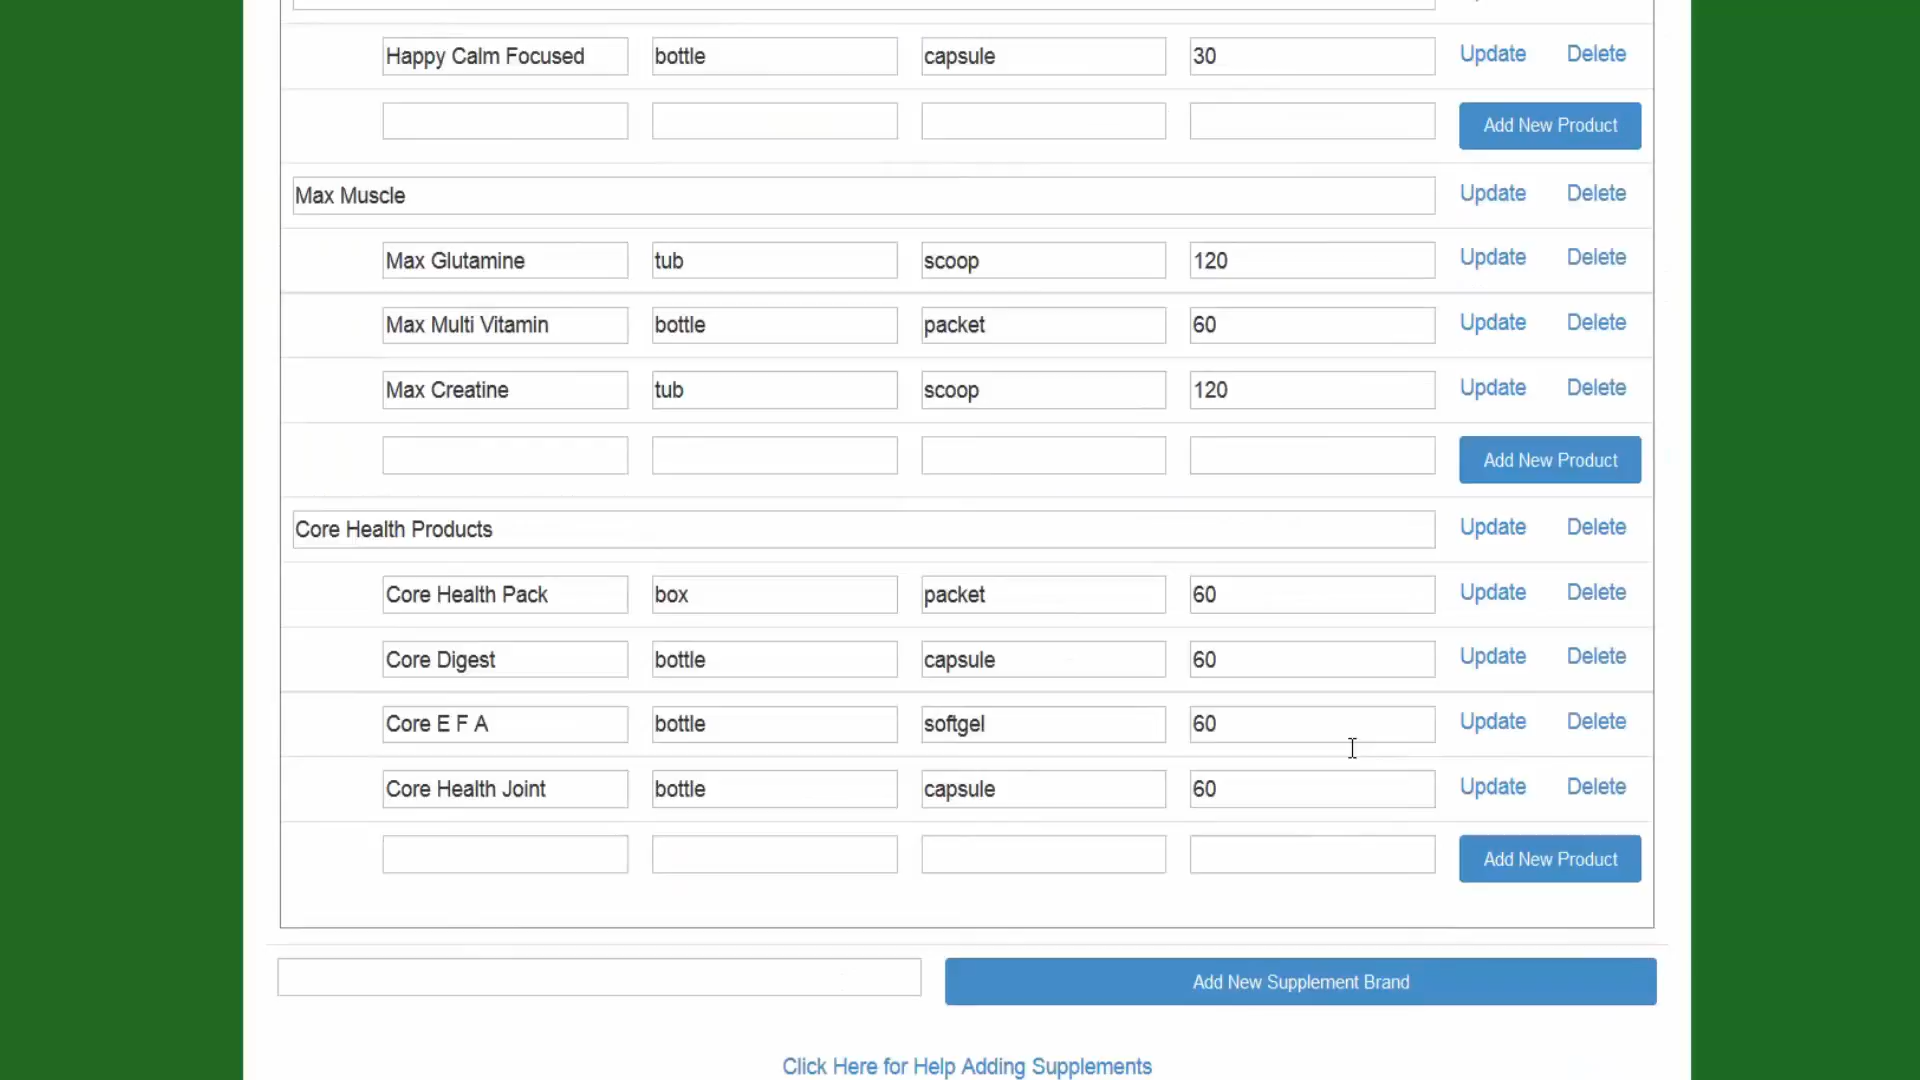 Happy Calm Focused bottle capsule 30 Update Delete
Add New Product
Max Muscle Update Delete
Max Glutamine tub scoop 120 Update Delete
Max Multi Vitamin bottle packet 60 Update Delete
Max Creatine tub scoop 120 Update Delete
Add New Product
Core Health Products Update Delete
Core Health Pack box packet 60 Update Delete
Core Digest bottle capsule 60 Update Delete
Core E F A bottle softgel 60 Update Delete
Core Health Joint bottle capsule 60 Update Delete
Add New Product
Add New Supplement Brand
Click Here for Help Adding Supplements